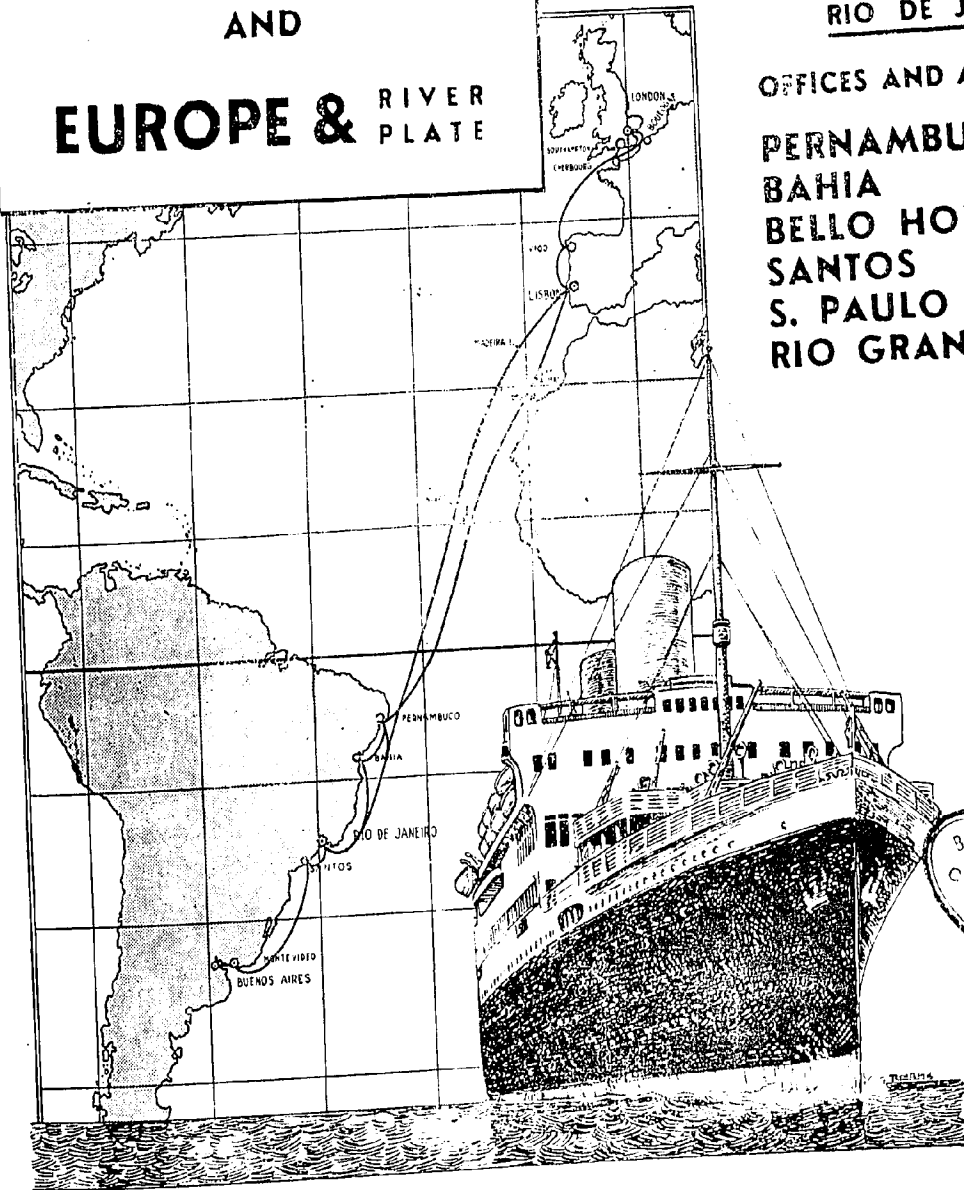 AND
EUROPE & RIVER
PLATE
RIO DE J
OFFICES AND A
PERNAMBU
BAHIA
BELLO HO
SANTOS
S. PAULO
RIO GRAN
LONDON
BOULOGNE
SOUTHAMPTON
CHERBOURG
VIGO
LISBON
MADEIRA I.
PERNAMBUCO
BAHIA
RIO DE JANEIRO
SANTOS
MONTEVIDEO
BUENOS AIRES